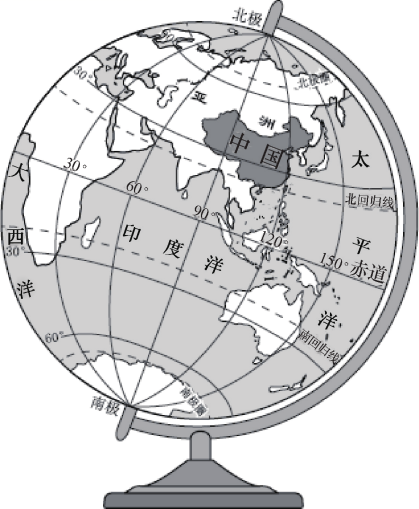 北极
30°
北极圈
亚 洲
中国
太
大
30°
60°
北回归线
90°
西
印度洋
平
30°
120°
150°
赤道
洋
洋
南回归线
60°
南极
南极圈